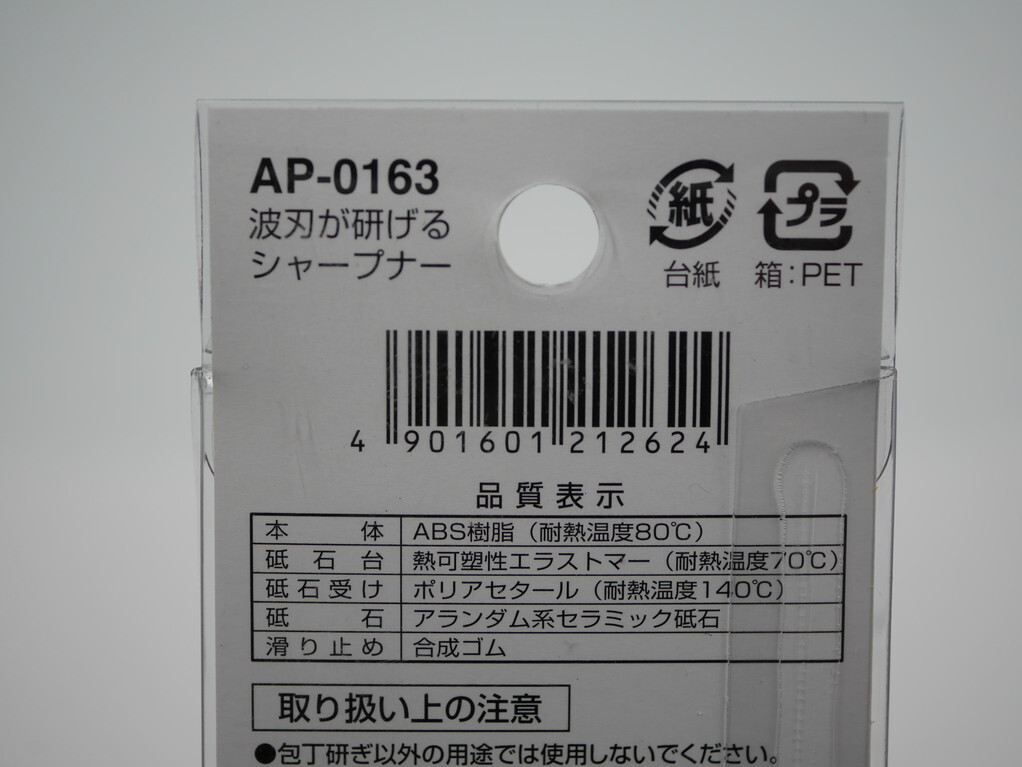 AP-0163
波刃が研げる
シャープナー
紙
プラ
台紙 箱:PET
4 901601 212624
品質表示
本体 ABS樹脂(耐熱温度80℃)
砥石台 熱可塑性エラストマー(耐熱温度70℃)
砥石受け ポリアセタール(耐熱温度140℃)
砥石 アランダム系セラミック砥石
滑り止め 合成ゴム
取り扱い上の注意
●包丁研ぎ以外の用途では使用しないでください。